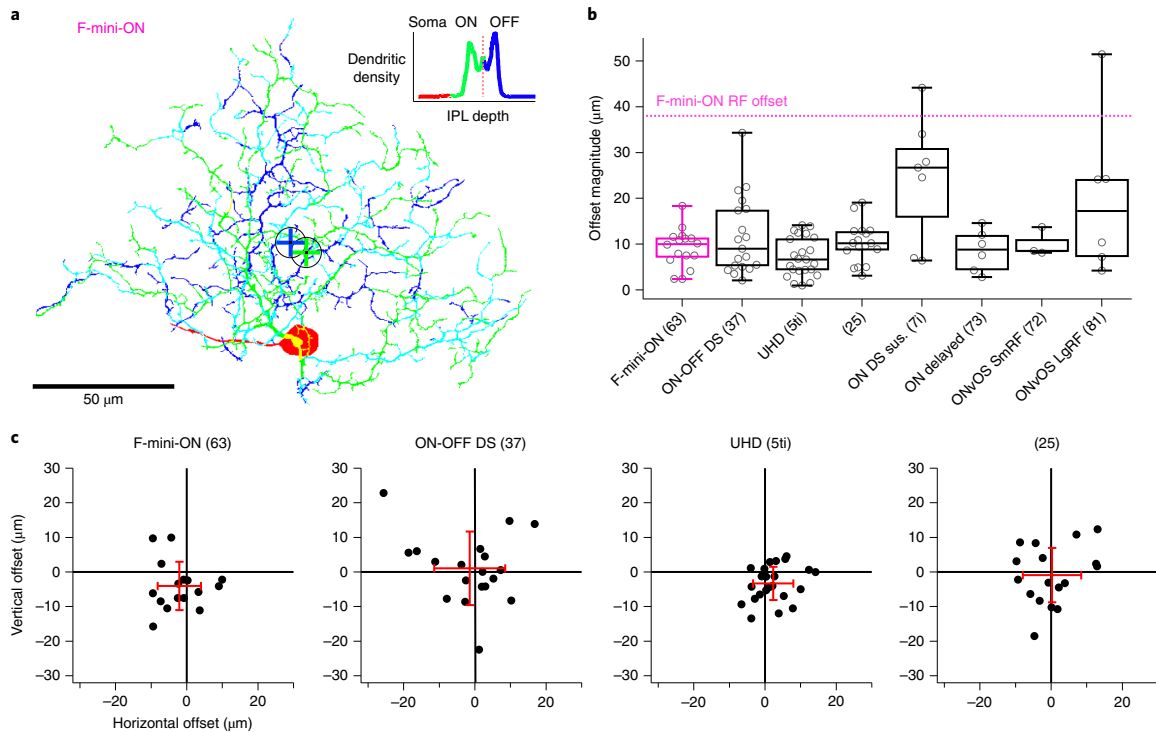 a
F-mini-ON
Soma ON OFF
Dendritic
density
IPL depth
50 μm
b
Offset magnitude (μm)
50
40
30
20
10
0
F-mini-ON RF offset
F-mini-ON (63)
ON-OFF DS (37)
UHD (5ti)
(25)
ON DS sus. (7i)
ON delayed (73)
ONvOS SmRF (72)
ONvOS LgRF (81)
c
F-mini-ON (63)
ON-OFF DS (37)
UHD (5ti)
(25)
Vertical offset (μm)
30
20
10
0
–10
–20
–30
–20 0 20
Horizontal offset (μm)
30
20
10
0
–10
–20
–30
–20 0 20
30
20
10
0
–10
–20
–30
–20 0 20
30
20
10
0
–10
–20
–30
–20 0 20